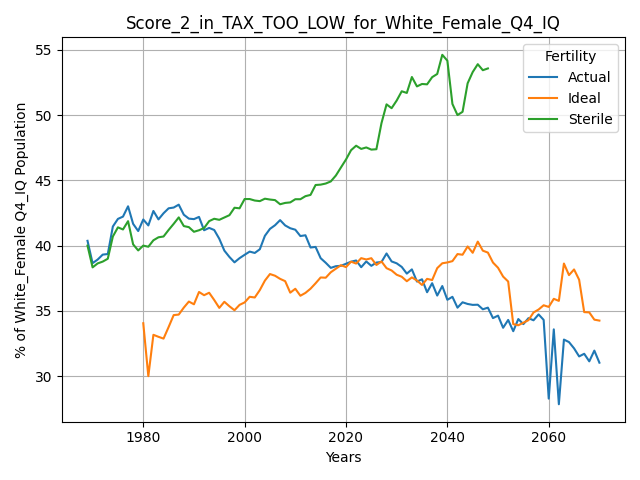 Score_2_in_TAX_TOO_LOW_for_White_Female_Q4_IQ
% of White_Female Q4_IQ Population
55
50
45
40
35
30
Fertility
Actual
Ideal
Sterile
1980
2000
2020
2040
2060
Years